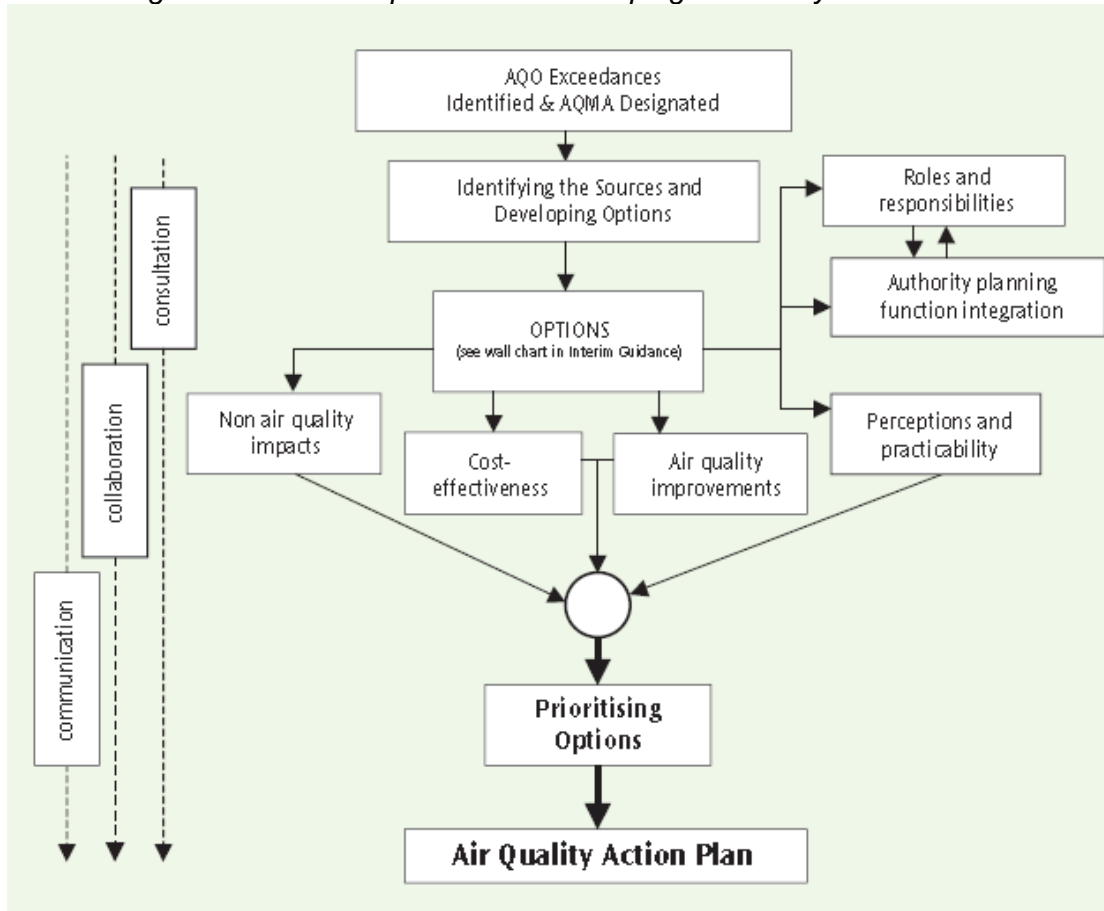 AQO Exceedances
Identified & AQMA Designated
Identifying the Sources and
Developing Options
Roles and
responsibilities
Authority planning
function integration
consultation
OPTIONS
(see wall chart in Interim Guidance)
collaboration
Non air quality
impacts
Cost-
effectiveness
Air quality
improvements
Perceptions and
practicability
communication
Prioritising
Options
Air Quality Action Plan